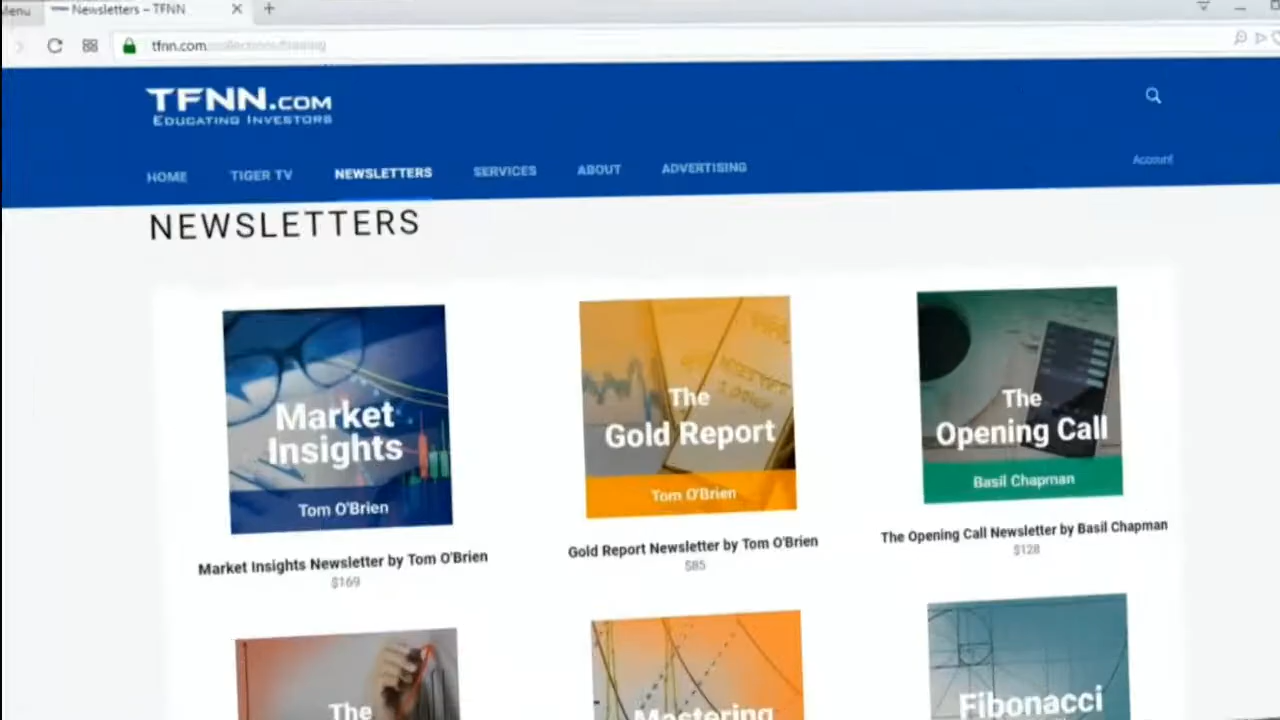 Menu
Newsletters – TFNN
tfnn.com
TFNN.COM
EDUCATING INVESTORS
Account
HOME TIGER TV NEWSLETTERS SERVICES ABOUT ADVERTISING
NEWSLETTERS
Market
Insights
Tom O'Brien
Market Insights Newsletter by Tom O'Brien
$169
The
Gold Report
Tom O'Brien
Gold Report Newsletter by Tom O'Brien
$85
The
Opening Call
Basil Chapman
The Opening Call Newsletter by Basil Chapman
$128
The
Mastering
Fibonacci